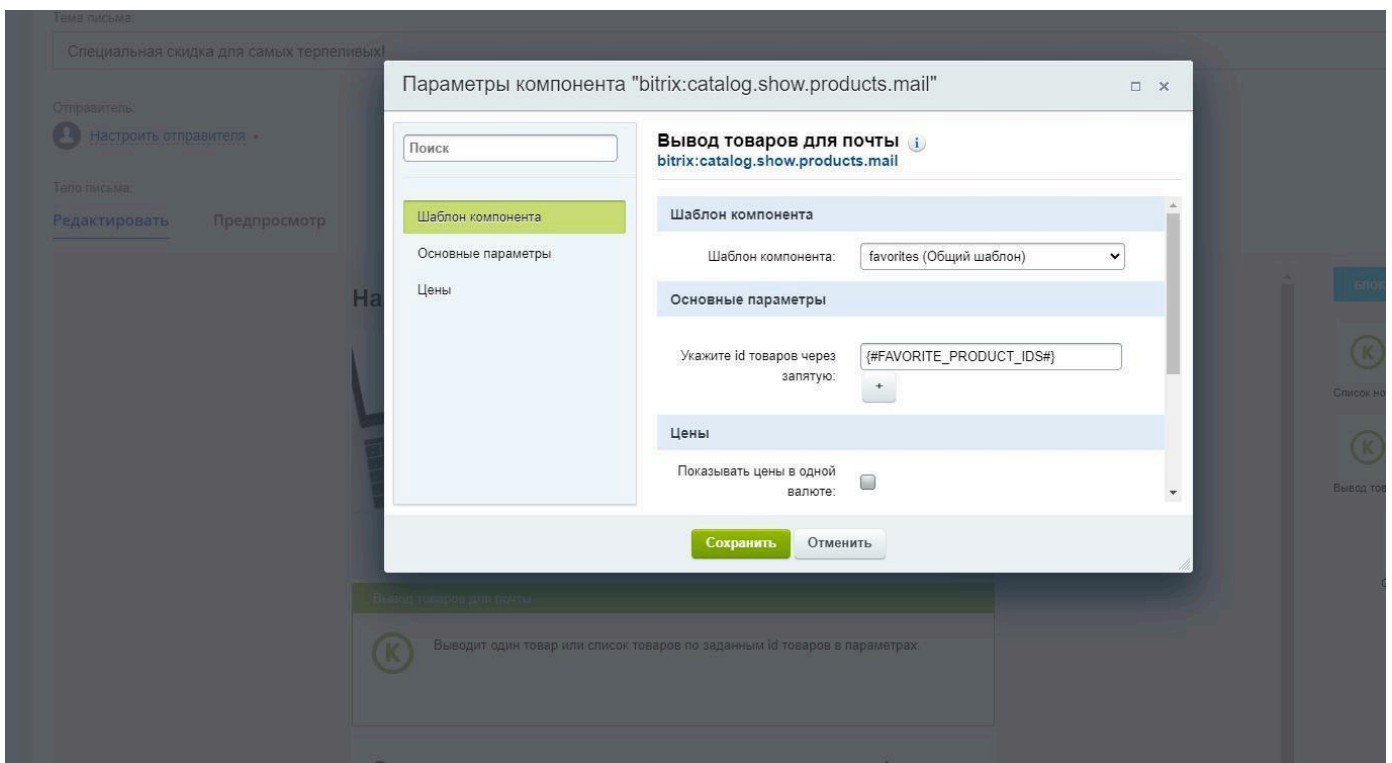 Тема письма:
Специальная скидка для самых терпеливых!
Параметры компонента "bitrix:catalog.show.products.mail"
Отправитель:
Настроить отправителя
Поиск
Вывод товаров для почты
bitrix:catalog.show.products.mail
Тело письма:
Редактировать Предпросмотр
Шаблон компонента
Основные параметры
Цены
Шаблон компонента
Шаблон компонента: favorites (Общий шаблон)
Основные параметры
Укажите id товаров через
запятую:
{#FAVORITE_PRODUCT_IDS#}
+
Цены
Показывать цены в одной
валюте:
Сохранить Отменить
На
К
К
Вывод товаров для почты
К
Выводит один товар или список товаров по заданным id товаров в параметрах.